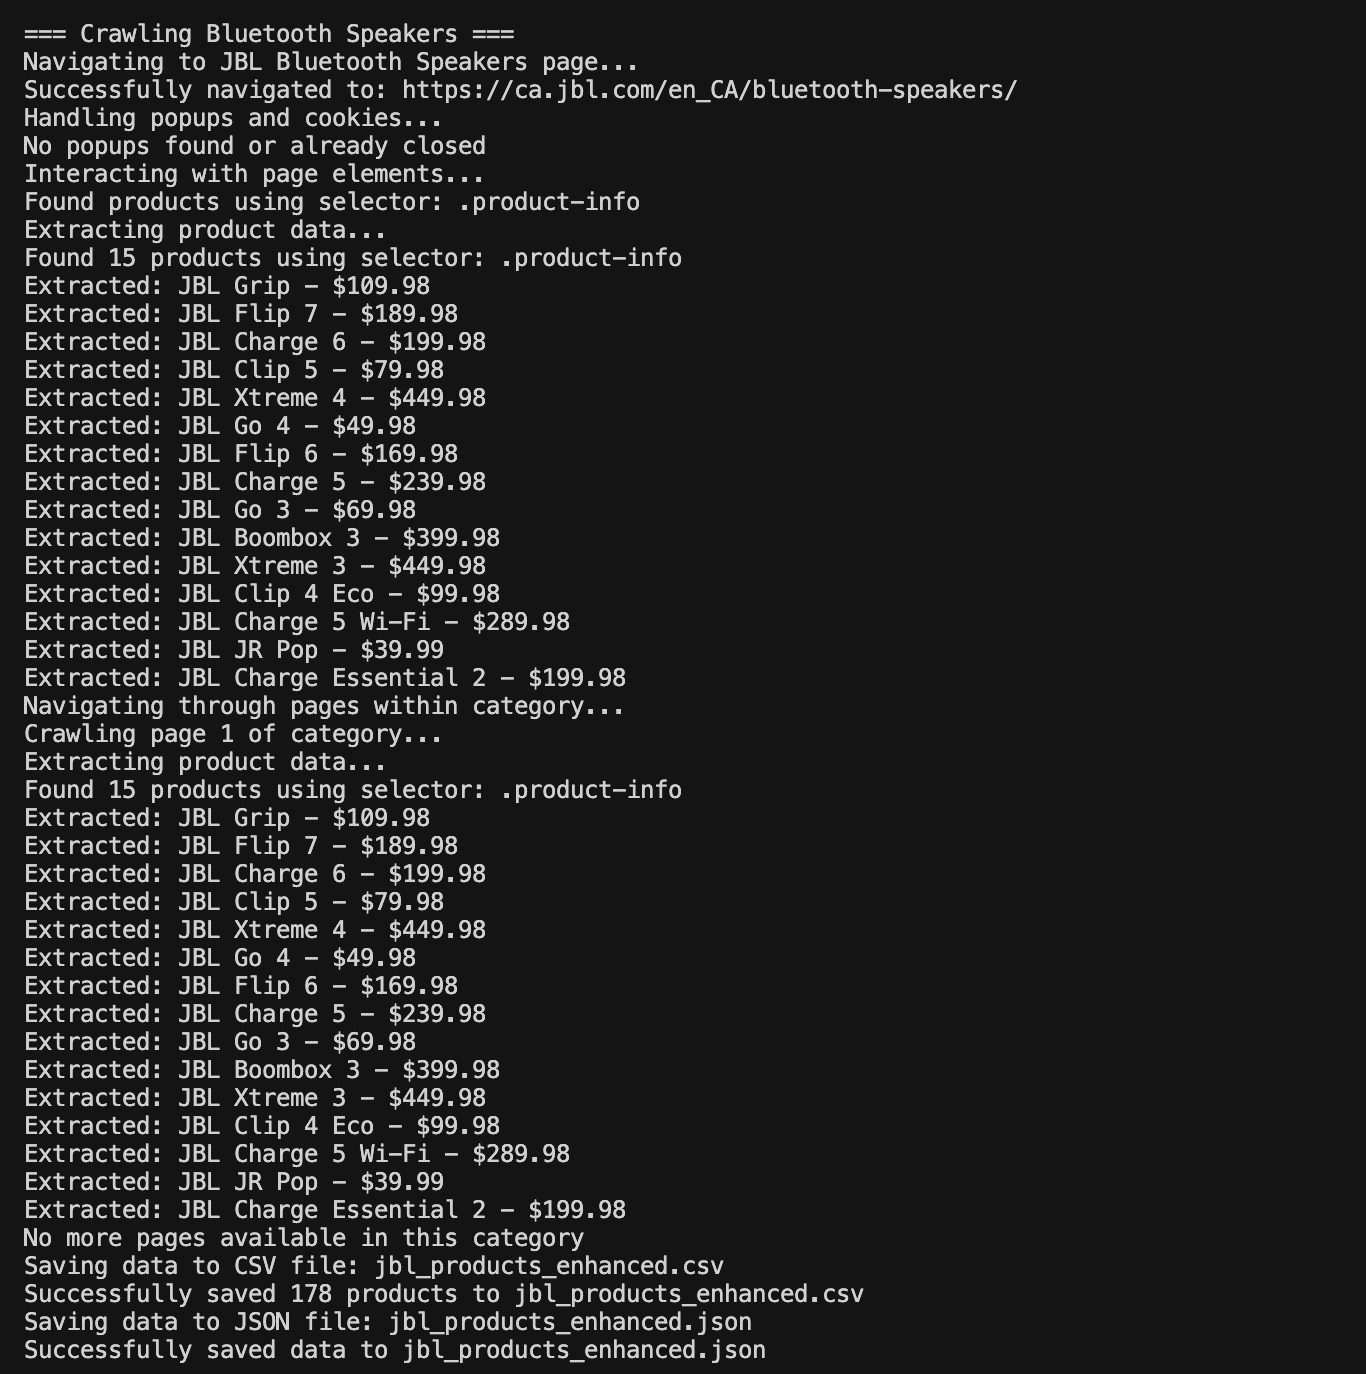 === Crawling Bluetooth Speakers ===
Navigating to JBL Bluetooth Speakers page...
Successfully navigated to: https://ca.jbl.com/en_CA/bluetooth-speakers/
Handling popups and cookies...
No popups found or already closed
Interacting with page elements...
Found products using selector: .product-info
Extracting product data...
Found 15 products using selector: .product-info
Extracted: JBL Grip - $109.98
Extracted: JBL Flip 7 - $189.98
Extracted: JBL Charge 6 - $199.98
Extracted: JBL Clip 5 - $79.98
Extracted: JBL Xtreme 4 - $449.98
Extracted: JBL Go 4 - $49.98
Extracted: JBL Flip 6 - $169.98
Extracted: JBL Charge 5 - $239.98
Extracted: JBL Go 3 - $69.98
Extracted: JBL Boombox 3 - $399.98
Extracted: JBL Xtreme 3 - $449.98
Extracted: JBL Clip 4 Eco - $99.98
Extracted: JBL Charge 5 Wi-Fi - $289.98
Extracted: JBL JR Pop - $39.99
Extracted: JBL Charge Essential 2 - $199.98
Navigating through pages within category...
Crawling page 1 of category...
Extracting product data...
Found 15 products using selector: .product-info
Extracted: JBL Grip - $109.98
Extracted: JBL Flip 7 - $189.98
Extracted: JBL Charge 6 - $199.98
Extracted: JBL Clip 5 - $79.98
Extracted: JBL Xtreme 4 - $449.98
Extracted: JBL Go 4 - $49.98
Extracted: JBL Flip 6 - $169.98
Extracted: JBL Charge 5 - $239.98
Extracted: JBL Go 3 - $69.98
Extracted: JBL Boombox 3 - $399.98
Extracted: JBL Xtreme 3 - $449.98
Extracted: JBL Clip 4 Eco - $99.98
Extracted: JBL Charge 5 Wi-Fi - $289.98
Extracted: JBL JR Pop - $39.99
Extracted: JBL Charge Essential 2 - $199.98
No more pages available in this category
Saving data to CSV file: jbl_products_enhanced.csv
Successfully saved 178 products to jbl_products_enhanced.csv
Saving data to JSON file: jbl_products_enhanced.json
Successfully saved data to jbl_products_enhanced.json